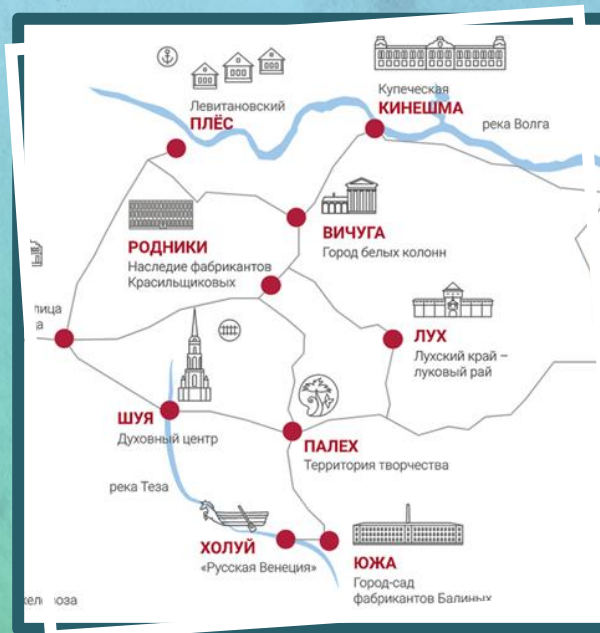 Левитановский
ПЛЁС
Купеческая
КИНЕШМА
река Волга
ВИЧУГА
Город белых колонн
РОДНИКИ
Наследие фабрикантов
Красильщиковых
ЛУХ
Лухский край –
луковый рай
ШУЯ
Духовный центр
ПАЛЕХ
Территория творчества
река Теза
ХОЛУЙ
«Русская Венеция»
ЮЖА
Город-сад
фабрикантов Балиных